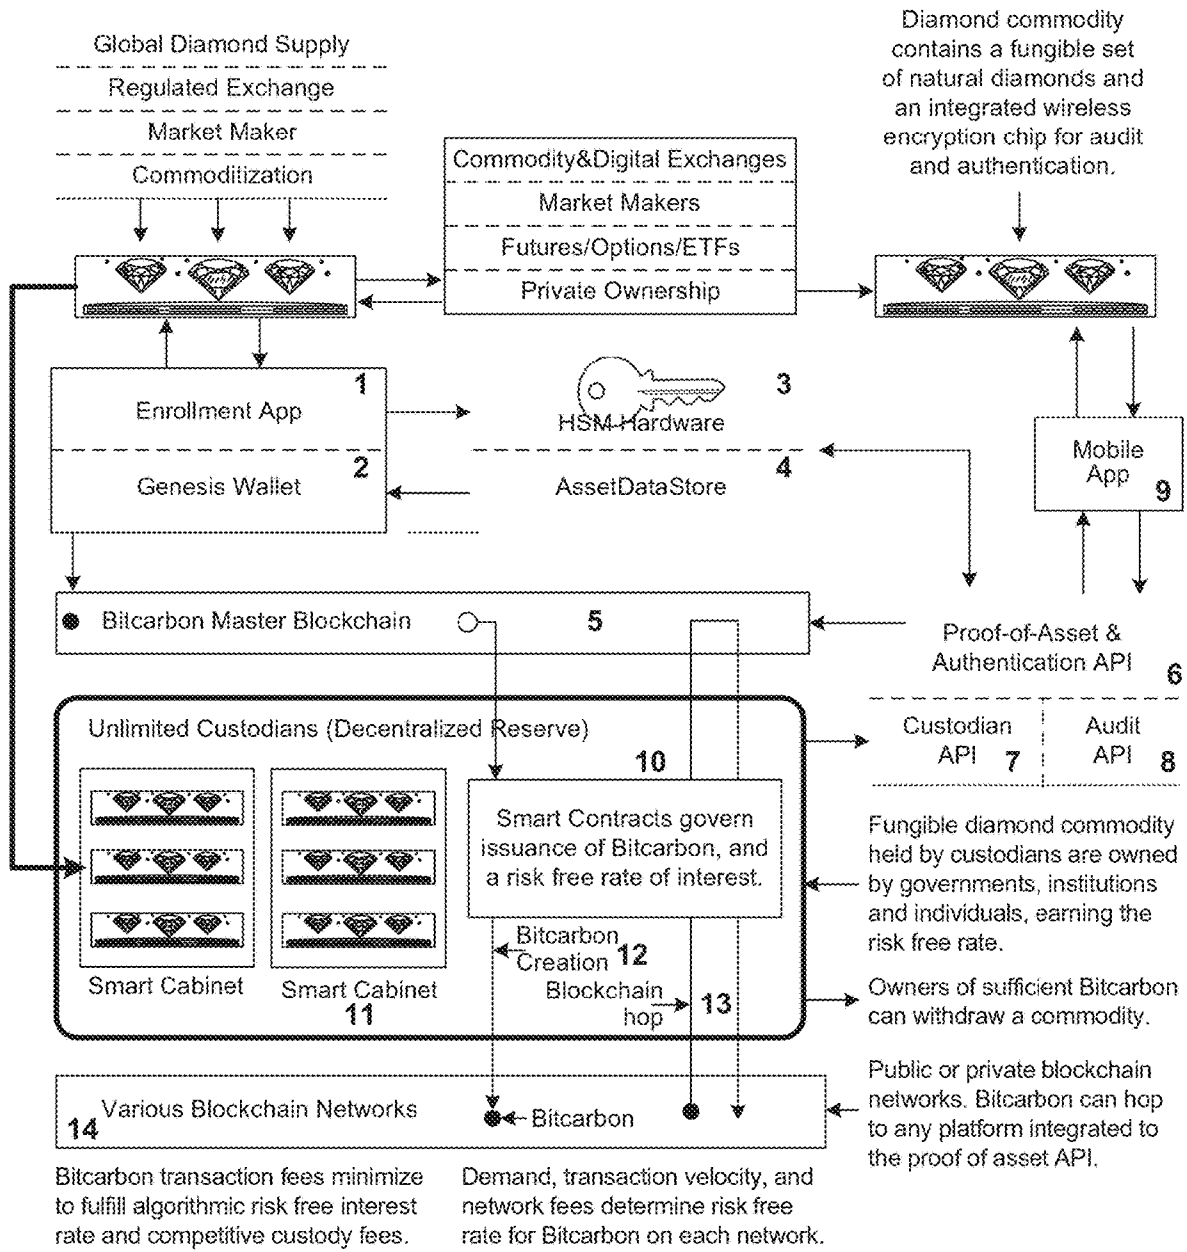 Global Diamond Supply
Regulated Exchange
Market Maker
Commoditization
Commodity&Digital Exchanges
Market Makers
Futures/Options/ETFs
Private Ownership
Diamond commodity
contains a fungible set
of natural diamonds and
an integrated wireless
encryption chip for audit
and authentication.
1
Enrollment App
2
Genesis Wallet
3
HSM Hardware
4
AssetDataStore
Mobile
App
9
Bitcarbon Master Blockchain
5
Proof-of-Asset &
Authentication API
6
Custodian
API
7
Audit
API
8
Unlimited Custodians (Decentralized Reserve)
10
Smart Contracts govern
issuance of Bitcarbon, and
a risk free rate of interest.
Smart Cabinet
Smart Cabinet
11
Bitcarbon
Creation
12
Blockchain
hop
13
Fungible diamond commodity
held by custodians are owned
by governments, institutions
and individuals, earning the
risk free rate.
Owners of sufficient Bitcarbon
can withdraw a commodity.
Various Blockchain Networks
14
Bitcarbon
Public or private blockchain
networks. Bitcarbon can hop
to any platform integrated to
the proof of asset API.
Bitcarbon transaction fees minimize
to fulfill algorithmic risk free interest
rate and competitive custody fees.
Demand, transaction velocity, and
network fees determine risk free
rate for Bitcarbon on each network.